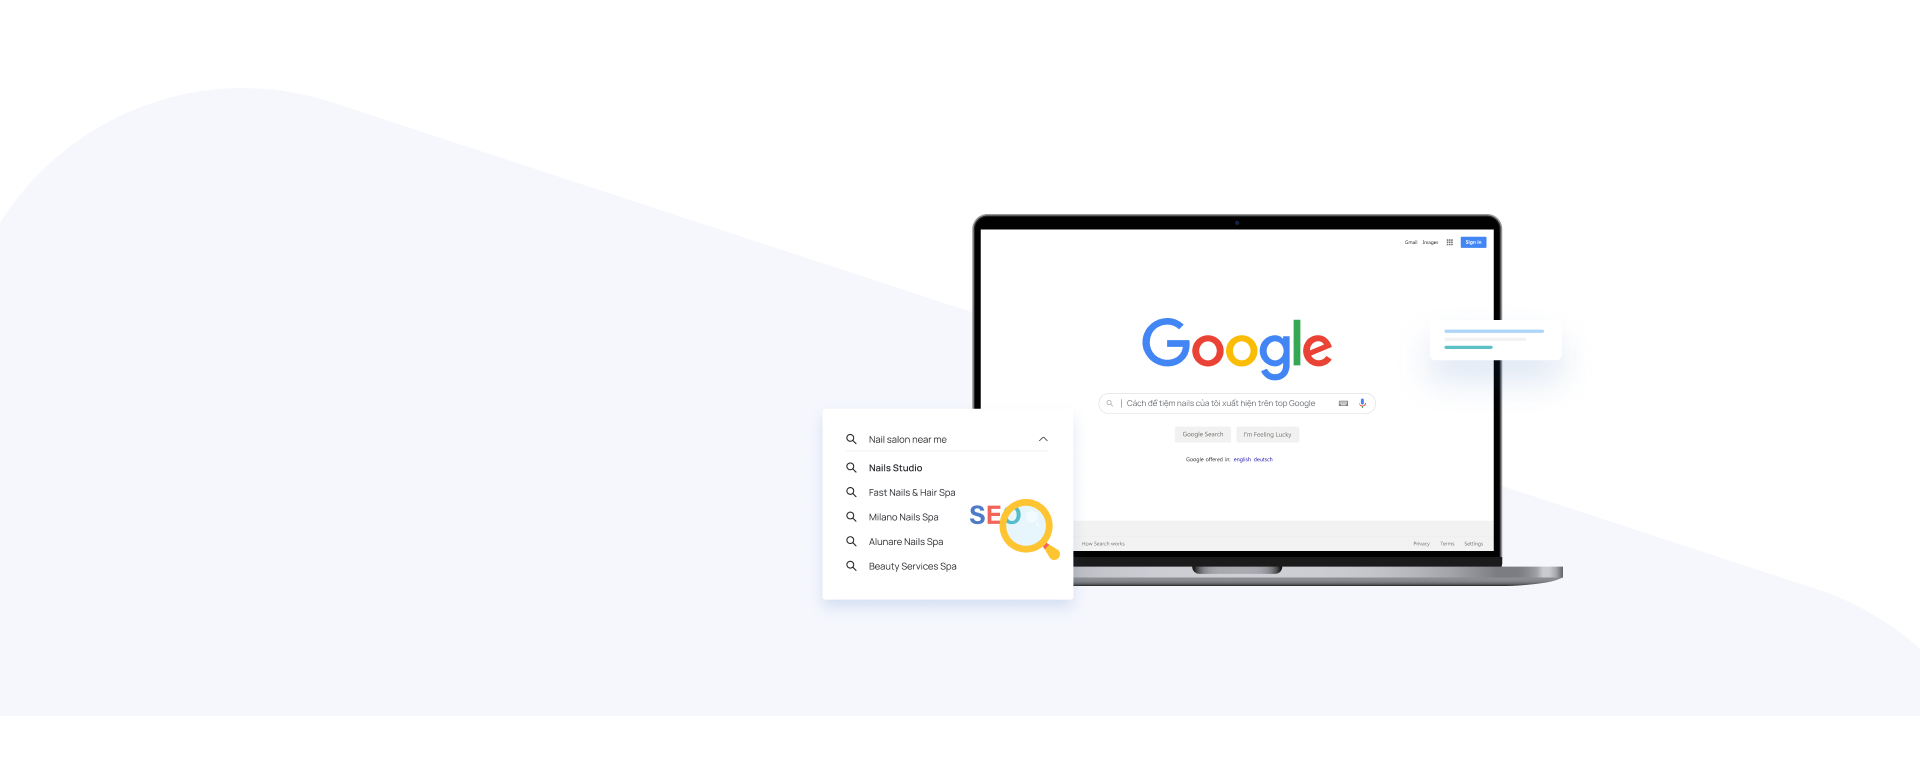 Gmail Images Sign in
Google
Cách để tiệm nails của tôi xuất hiện trên top Google
Google Search I'm Feeling Lucky
Google offered in: english deutsch
Nail salon near me
Nails Studio
Fast Nails & Hair Spa
Milano Nails Spa
Alunare Nails Spa
Beauty Services Spa
SEO
How Search works
Privacy Terms Settings